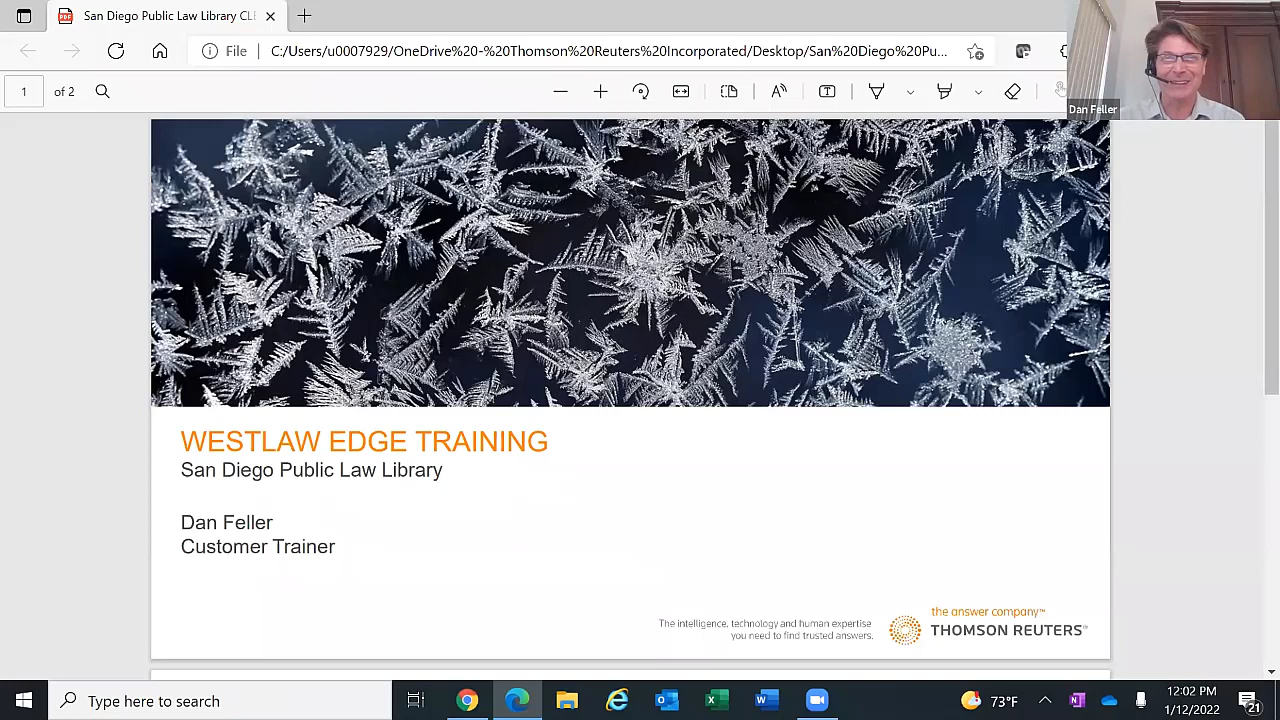 San Diego Public Law Library CLE
File
C:/Users/u0007929/OneDrive%20-%20Thomson%20Reuters%20Incorporated/Desktop/San%20Diego%20Pu...
1
of 2
Dan Feller
WESTLAW EDGE TRAINING
San Diego Public Law Library
Dan Feller
Customer Trainer
The intelligence, technology and human expertise
you need to find trusted answers.
the answer company™
THOMSON REUTERS®
Type here to search
73°F
12:02 PM
1/12/2022
21